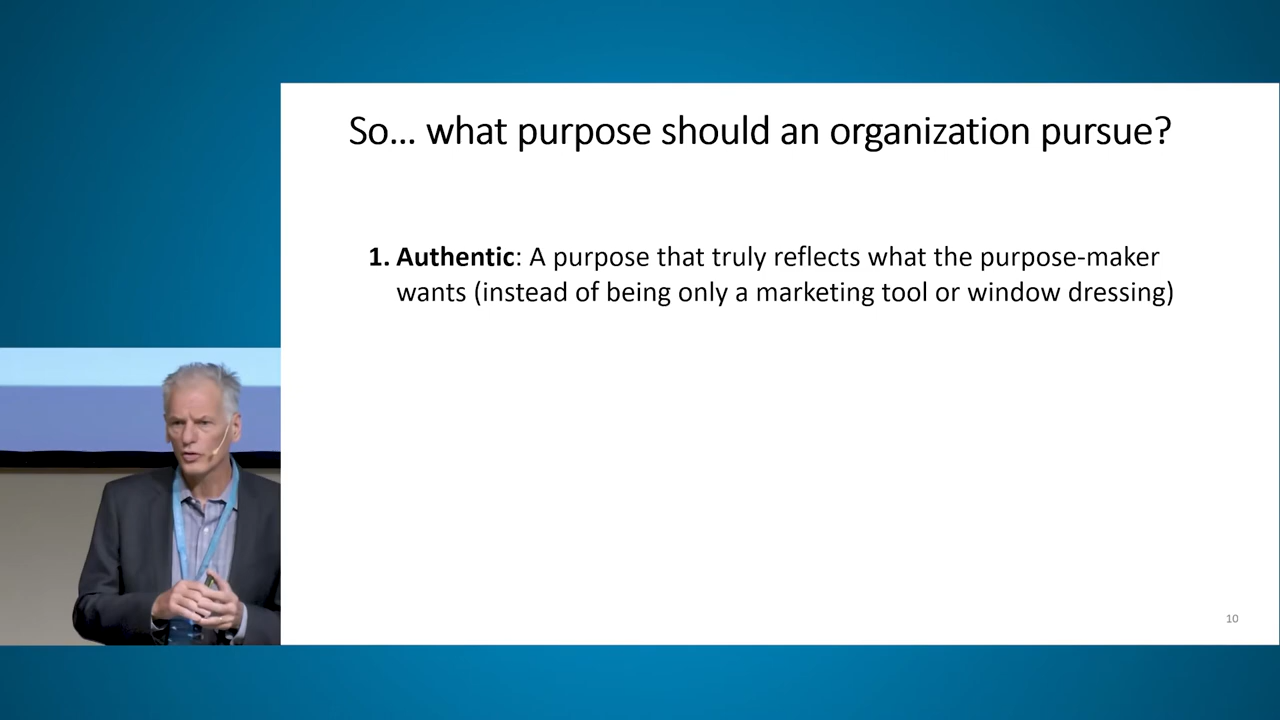 So... what purpose should an organization pursue?
1. Authentic: A purpose that truly reflects what the purpose-maker
wants (instead of being only a marketing tool or window dressing)
10